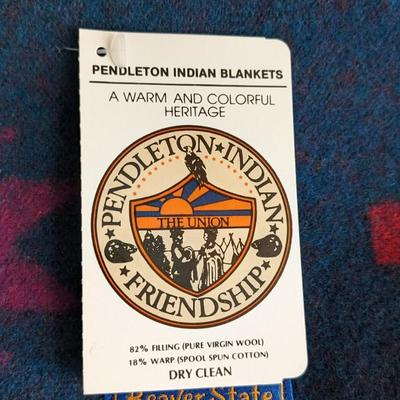 PENDLETON INDIAN BLANKETS
A WARM AND COLORFUL
HERITAGE
PENDLETON★INDIAN
THE UNION
FRIENDSHIP
82% FILLING (PURE VIRGIN WOOL)
18% WARP (SPOOL SPUN COTTON)
DRY CLEAN
Beaver State